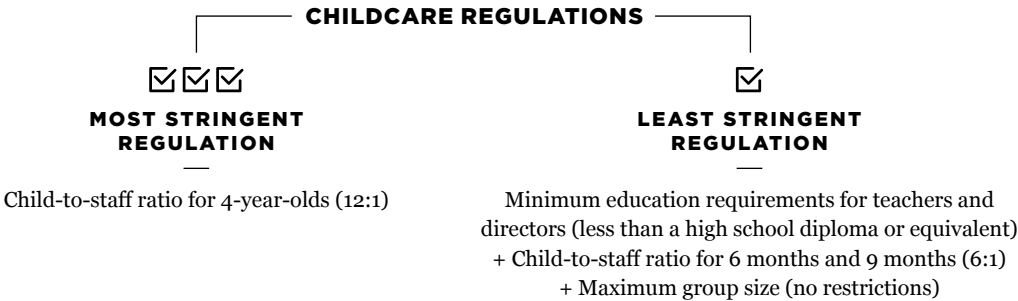 CHILDCARE REGULATIONS
MOST STRINGENT
REGULATION
Child-to-staff ratio for 4-year-olds (12:1)
LEAST STRINGENT
REGULATION
Minimum education requirements for teachers and
directors (less than a high school diploma or equivalent)
+ Child-to-staff ratio for 6 months and 9 months (6:1)
+ Maximum group size (no restrictions)